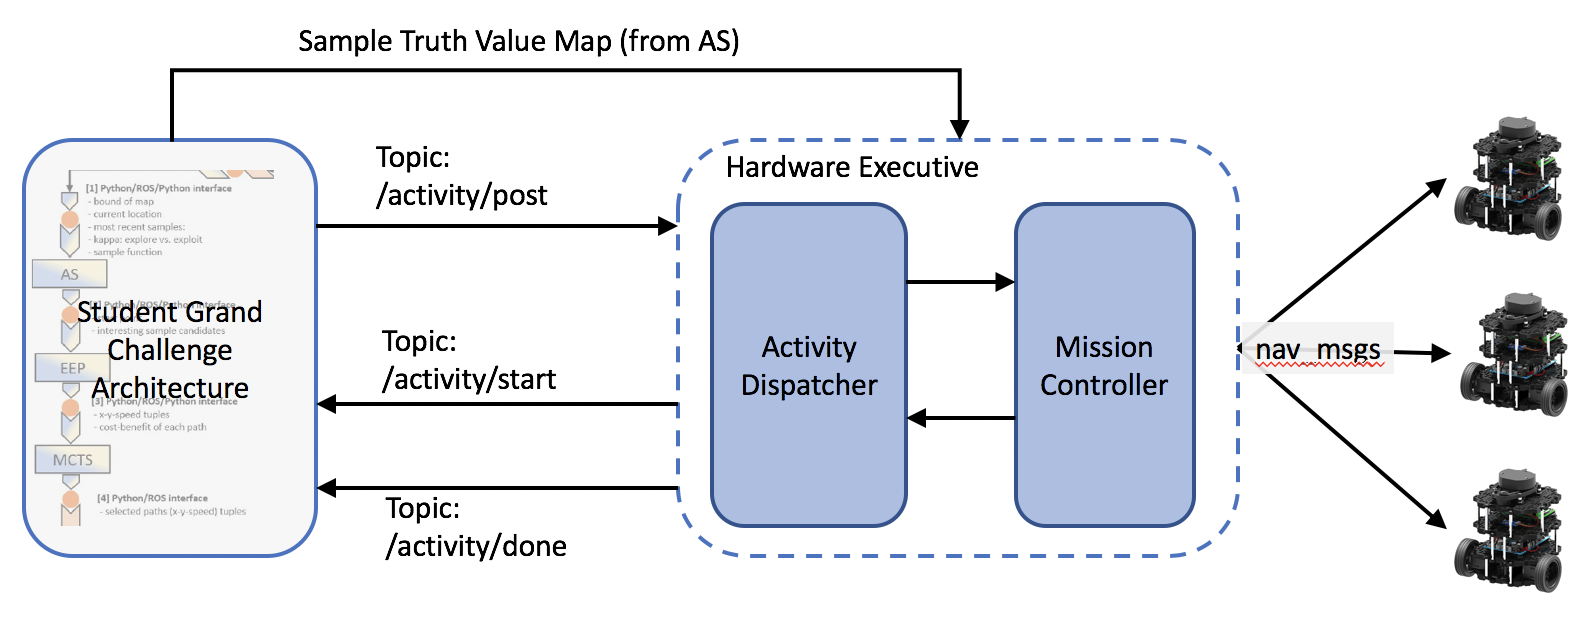 Sample Truth Value Map (from AS)
Topic:
/activity/post
Hardware Executive
[1] Python/ROS/Python interface
- bound of map
- current location
- most recent samples:
- kappa: explore vs. exploit
- sample function
AS
Python/ROS/Python interface
Student Grand
- interesting sample candidates
Challenge
EEP
Architecture
[3] Python/ROS/Python interface
- x-y-speed tuples
- cost-benefit of each path
MCTS
[4] Python/ROS interface
- selected paths (x-y-speed) tuples
Topic:
/activity/start
Topic:
/activity/done
Activity
Dispatcher
Mission
Controller
nav_msgs